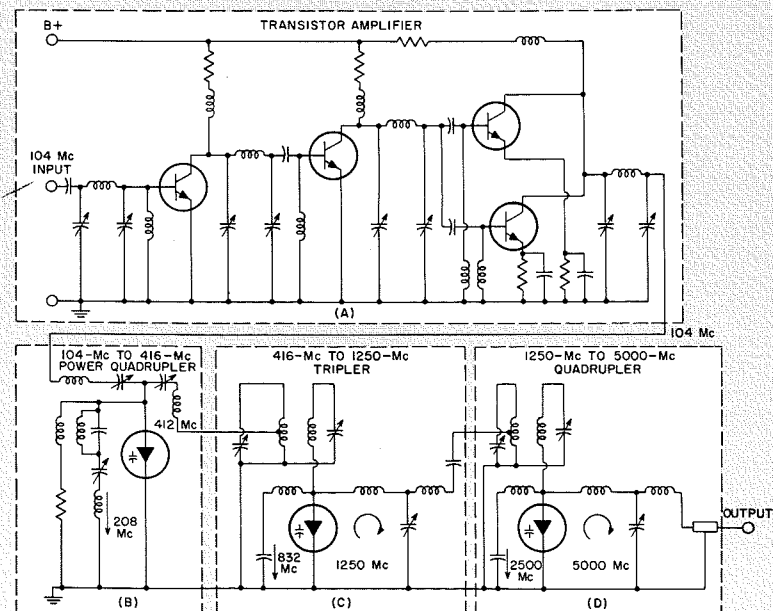 TRANSISTOR AMPLIFIER
B+
104 Mc
INPUT
(A)
104 Mc
104-Mc TO 416-Mc
POWER QUADRUPLER
412 Mc
208
Mc
(B)
416-Mc TO 1250-Mc
TRIPLER
832
Mc
1250 Mc
(C)
1250-Mc TO 5000-Mc
QUADRUPLER
2500
Mc
5000 Mc
OUTPUT
(D)